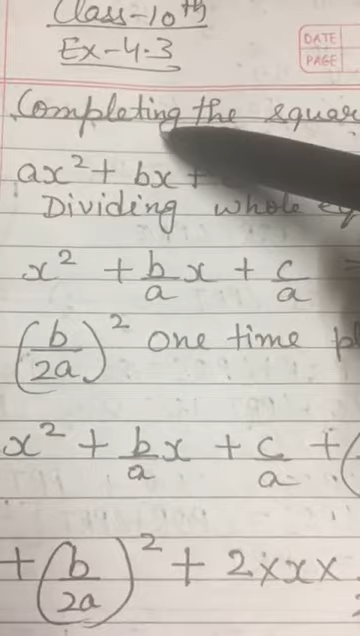 Class-10th
Ex-4.3
DATE
PAGE
Completing the
ax² + bx +
Dividing whole
x² + b/a x + c/a =
(b/2a)² one time
x² + b/a x + c/a + (
+ (b/2a)² + 2×x×